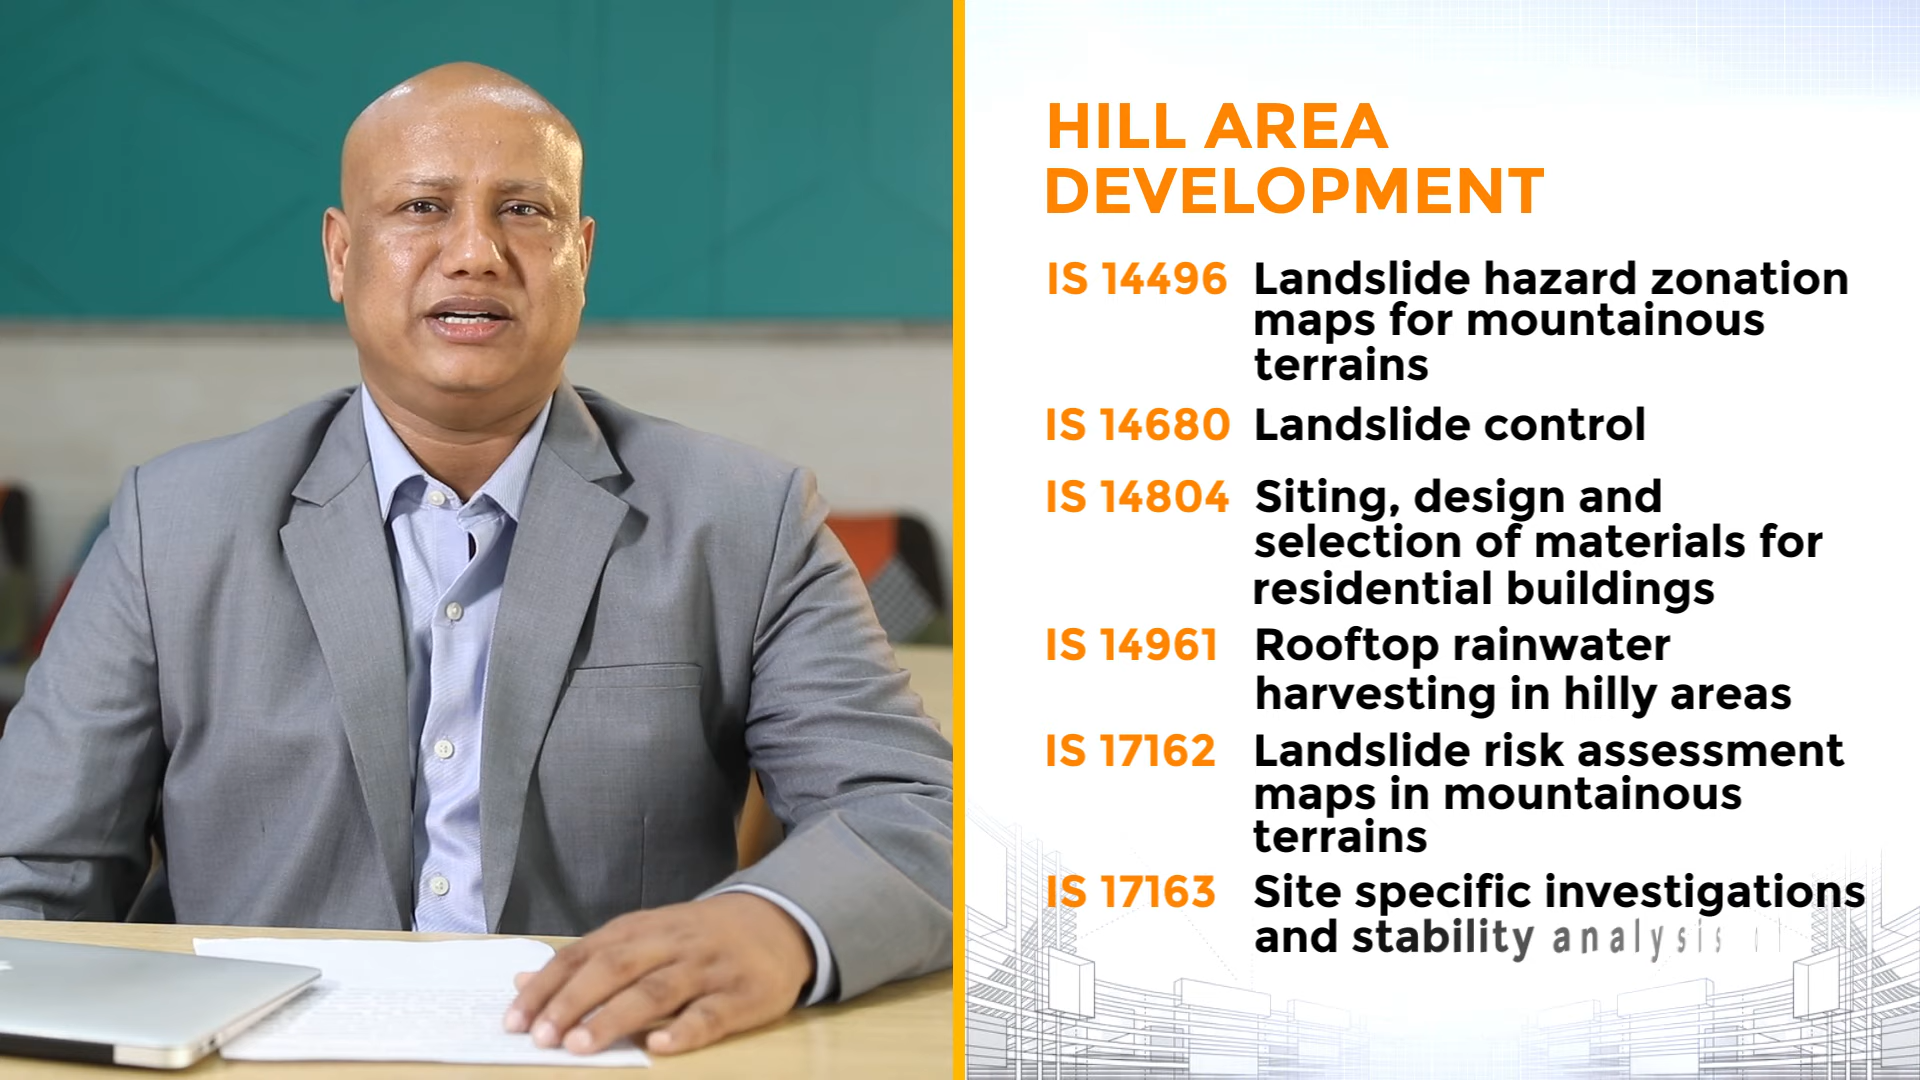 HILL AREA
DEVELOPMENT
IS 14496 Landslide hazard zonation
maps for mountainous
terrains
IS 14680 Landslide control
IS 14804 Siting, design and
selection of materials for
residential buildings
IS 14961 Rooftop rainwater
harvesting in hilly areas
IS 17162 Landslide risk assessment
maps in mountainous
terrains
IS 17163 Site specific investigations
and stability analysis